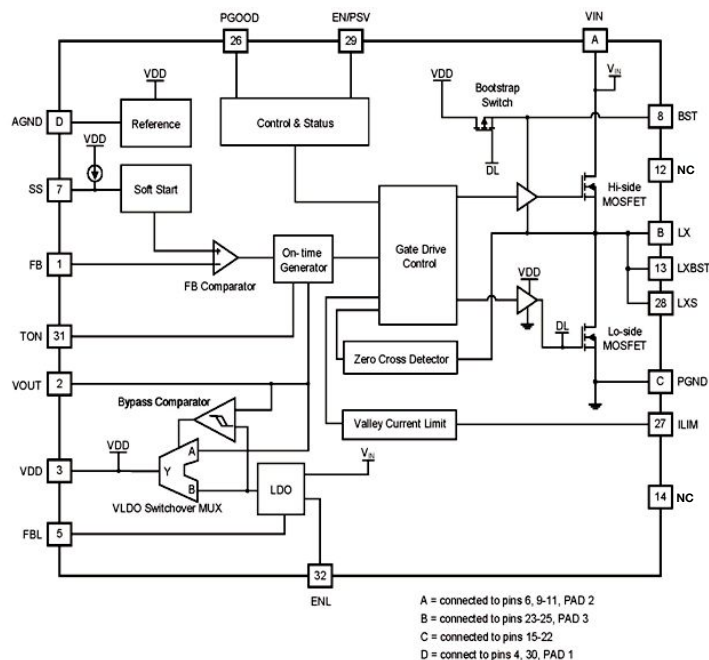 PGOOD
26
EN/PSV
29
VIN
A
VDD
AGND
D
Reference
Control & Status
VDD
Bootstrap
Switch
VIN
8
BST
VDD
DL
12
NC
SS
7
Soft Start
Hi-side
MOSFET
Gate Drive
Control
B
LX
FB
1
+
-
FB Comparator
On-time
Generator
VDD
13
LXBST
28
LXS
TON
31
DL
Lo-side
MOSFET
Zero Cross Detector
VOUT
2
C
PGND
Bypass Comparator
Valley Current Limit
27
ILIM
VDD
A
VDD
3
Y
B
VIN
LDO
14
NC
VLDO Switchover MUX
FBL
5
32
ENL
A = connected to pins 6, 9-11, PAD 2
B = connected to pins 23-25, PAD 3
C = connected to pins 15-22
D = connect to pins 4, 30, PAD 1